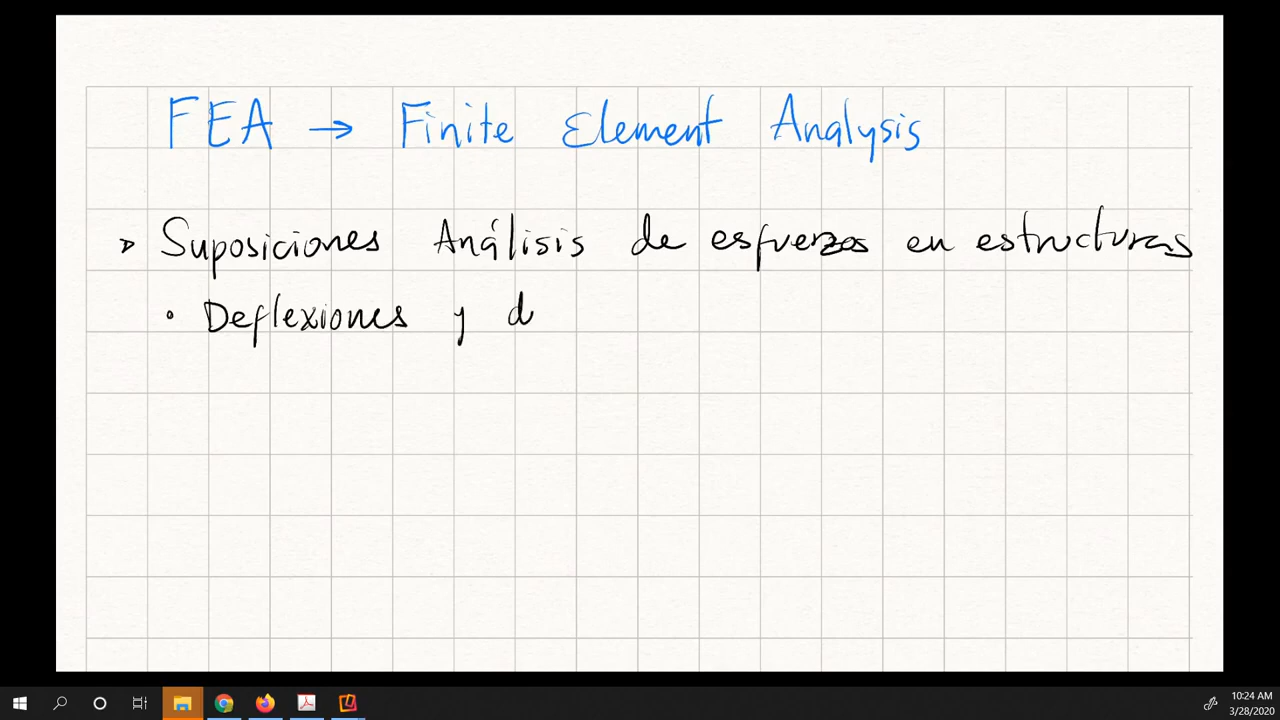 FEA → Finite Element Analysis
> Suposiciones Análisis de esfuerzos en estructuras
• Deflexiones y d
10:24 AM
3/28/2020